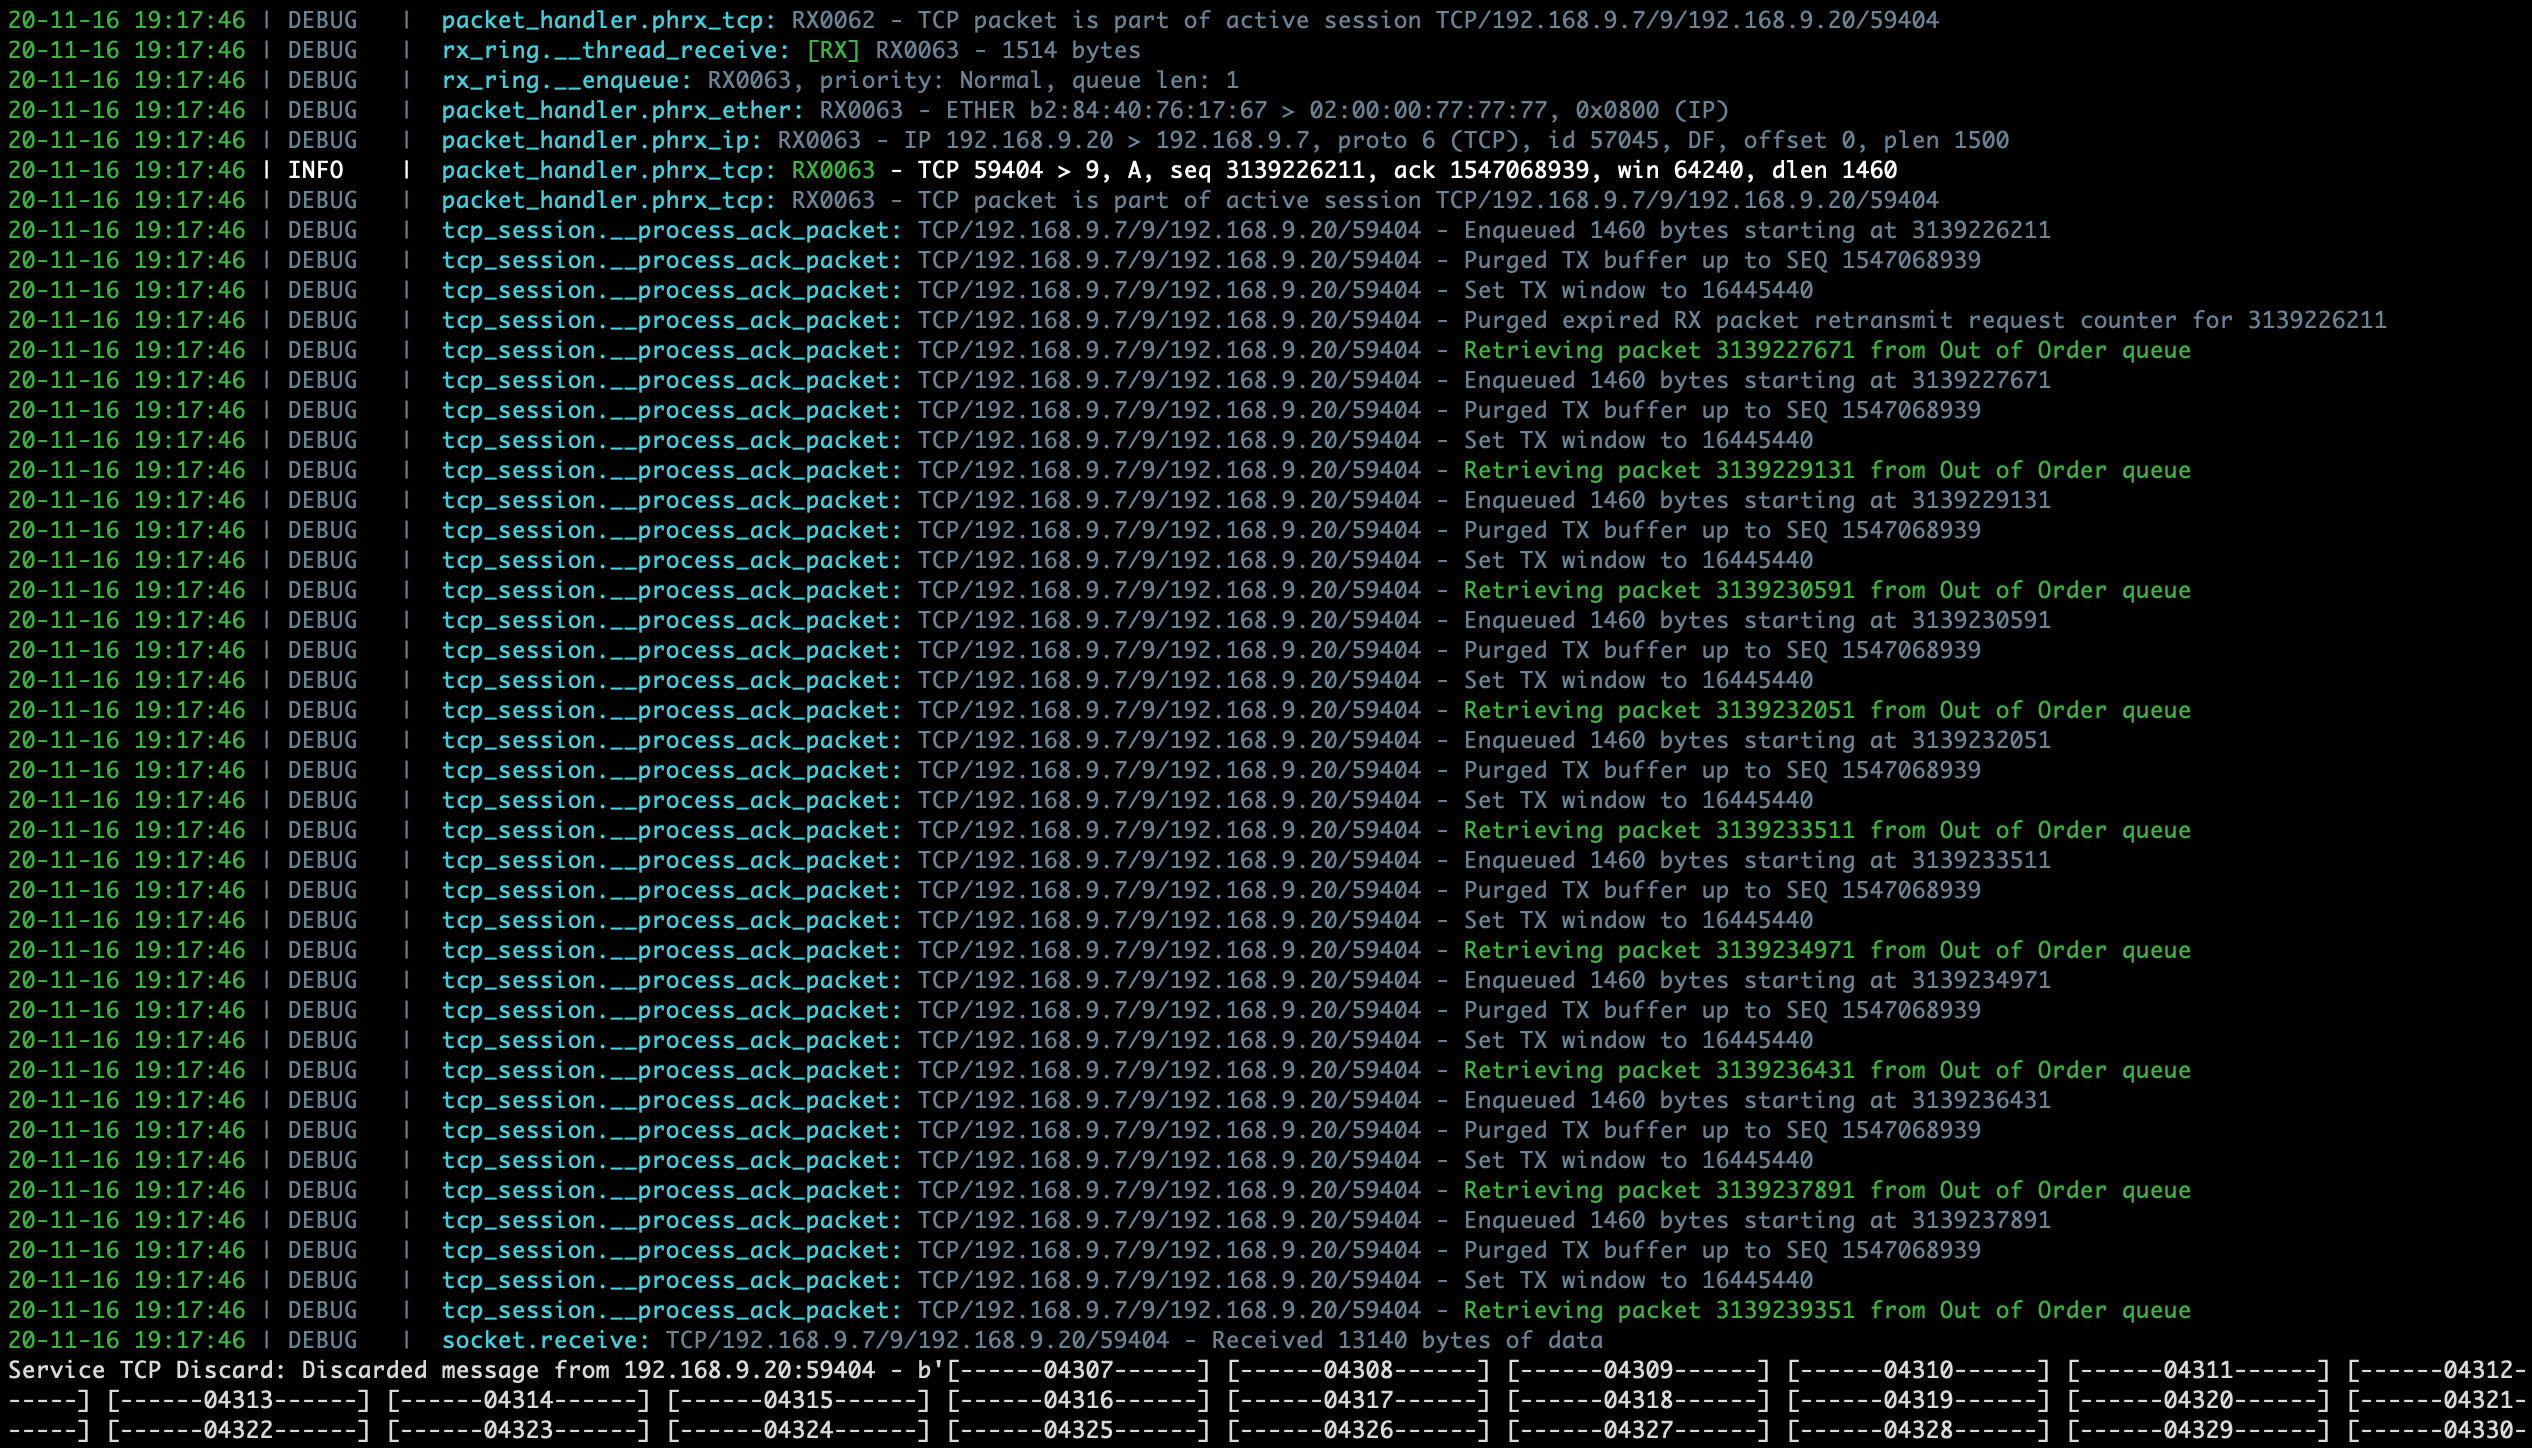 20-11-16 19:17:46 | DEBUG   |  packet_handler.phrx_tcp: RX0062 - TCP packet is part of active session TCP/192.168.9.7/9/192.168.9.20/59404
20-11-16 19:17:46 | DEBUG   |  rx_ring.__thread_receive: [RX] RX0063 - 1514 bytes
20-11-16 19:17:46 | DEBUG   |  rx_ring.__enqueue: RX0063, priority: Normal, queue len: 1
20-11-16 19:17:46 | DEBUG   |  packet_handler.phrx_ether: RX0063 - ETHER b2:84:40:76:17:67 > 02:00:00:77:77:77, 0x0800 (IP)
20-11-16 19:17:46 | DEBUG   |  packet_handler.phrx_ip: RX0063 - IP 192.168.9.20 > 192.168.9.7, proto 6 (TCP), id 57045, DF, offset 0, plen 1500
20-11-16 19:17:46 | INFO    |  packet_handler.phrx_tcp: RX0063 - TCP 59404 > 9, A, seq 3139226211, ack 1547068939, win 64240, dlen 1460
20-11-16 19:17:46 | DEBUG   |  packet_handler.phrx_tcp: RX0063 - TCP packet is part of active session TCP/192.168.9.7/9/192.168.9.20/59404
20-11-16 19:17:46 | DEBUG   |  tcp_session.__process_ack_packet: TCP/192.168.9.7/9/192.168.9.20/59404 - Enqueued 1460 bytes starting at 3139226211
20-11-16 19:17:46 | DEBUG   |  tcp_session.__process_ack_packet: TCP/192.168.9.7/9/192.168.9.20/59404 - Purged TX buffer up to SEQ 1547068939
20-11-16 19:17:46 | DEBUG   |  tcp_session.__process_ack_packet: TCP/192.168.9.7/9/192.168.9.20/59404 - Set TX window to 16445440
20-11-16 19:17:46 | DEBUG   |  tcp_session.__process_ack_packet: TCP/192.168.9.7/9/192.168.9.20/59404 - Purged expired RX packet retransmit request counter for 3139226211
20-11-16 19:17:46 | DEBUG   |  tcp_session.__process_ack_packet: TCP/192.168.9.7/9/192.168.9.20/59404 - Retrieving packet 3139227671 from Out of Order queue
20-11-16 19:17:46 | DEBUG   |  tcp_session.__process_ack_packet: TCP/192.168.9.7/9/192.168.9.20/59404 - Enqueued 1460 bytes starting at 3139227671
20-11-16 19:17:46 | DEBUG   |  tcp_session.__process_ack_packet: TCP/192.168.9.7/9/192.168.9.20/59404 - Purged TX buffer up to SEQ 1547068939
20-11-16 19:17:46 | DEBUG   |  tcp_session.__process_ack_packet: TCP/192.168.9.7/9/192.168.9.20/59404 - Set TX window to 16445440
20-11-16 19:17:46 | DEBUG   |  tcp_session.__process_ack_packet: TCP/192.168.9.7/9/192.168.9.20/59404 - Retrieving packet 3139229131 from Out of Order queue
20-11-16 19:17:46 | DEBUG   |  tcp_session.__process_ack_packet: TCP/192.168.9.7/9/192.168.9.20/59404 - Enqueued 1460 bytes starting at 3139229131
20-11-16 19:17:46 | DEBUG   |  tcp_session.__process_ack_packet: TCP/192.168.9.7/9/192.168.9.20/59404 - Purged TX buffer up to SEQ 1547068939
20-11-16 19:17:46 | DEBUG   |  tcp_session.__process_ack_packet: TCP/192.168.9.7/9/192.168.9.20/59404 - Set TX window to 16445440
20-11-16 19:17:46 | DEBUG   |  tcp_session.__process_ack_packet: TCP/192.168.9.7/9/192.168.9.20/59404 - Retrieving packet 3139230591 from Out of Order queue
20-11-16 19:17:46 | DEBUG   |  tcp_session.__process_ack_packet: TCP/192.168.9.7/9/192.168.9.20/59404 - Enqueued 1460 bytes starting at 3139230591
20-11-16 19:17:46 | DEBUG   |  tcp_session.__process_ack_packet: TCP/192.168.9.7/9/192.168.9.20/59404 - Purged TX buffer up to SEQ 1547068939
20-11-16 19:17:46 | DEBUG   |  tcp_session.__process_ack_packet: TCP/192.168.9.7/9/192.168.9.20/59404 - Set TX window to 16445440
20-11-16 19:17:46 | DEBUG   |  tcp_session.__process_ack_packet: TCP/192.168.9.7/9/192.168.9.20/59404 - Retrieving packet 3139232051 from Out of Order queue
20-11-16 19:17:46 | DEBUG   |  tcp_session.__process_ack_packet: TCP/192.168.9.7/9/192.168.9.20/59404 - Enqueued 1460 bytes starting at 3139232051
20-11-16 19:17:46 | DEBUG   |  tcp_session.__process_ack_packet: TCP/192.168.9.7/9/192.168.9.20/59404 - Purged TX buffer up to SEQ 1547068939
20-11-16 19:17:46 | DEBUG   |  tcp_session.__process_ack_packet: TCP/192.168.9.7/9/192.168.9.20/59404 - Set TX window to 16445440
20-11-16 19:17:46 | DEBUG   |  tcp_session.__process_ack_packet: TCP/192.168.9.7/9/192.168.9.20/59404 - Retrieving packet 3139233511 from Out of Order queue
20-11-16 19:17:46 | DEBUG   |  tcp_session.__process_ack_packet: TCP/192.168.9.7/9/192.168.9.20/59404 - Enqueued 1460 bytes starting at 3139233511
20-11-16 19:17:46 | DEBUG   |  tcp_session.__process_ack_packet: TCP/192.168.9.7/9/192.168.9.20/59404 - Purged TX buffer up to SEQ 1547068939
20-11-16 19:17:46 | DEBUG   |  tcp_session.__process_ack_packet: TCP/192.168.9.7/9/192.168.9.20/59404 - Set TX window to 16445440
20-11-16 19:17:46 | DEBUG   |  tcp_session.__process_ack_packet: TCP/192.168.9.7/9/192.168.9.20/59404 - Retrieving packet 3139234971 from Out of Order queue
20-11-16 19:17:46 | DEBUG   |  tcp_session.__process_ack_packet: TCP/192.168.9.7/9/192.168.9.20/59404 - Enqueued 1460 bytes starting at 3139234971
20-11-16 19:17:46 | DEBUG   |  tcp_session.__process_ack_packet: TCP/192.168.9.7/9/192.168.9.20/59404 - Purged TX buffer up to SEQ 1547068939
20-11-16 19:17:46 | DEBUG   |  tcp_session.__process_ack_packet: TCP/192.168.9.7/9/192.168.9.20/59404 - Set TX window to 16445440
20-11-16 19:17:46 | DEBUG   |  tcp_session.__process_ack_packet: TCP/192.168.9.7/9/192.168.9.20/59404 - Retrieving packet 3139236431 from Out of Order queue
20-11-16 19:17:46 | DEBUG   |  tcp_session.__process_ack_packet: TCP/192.168.9.7/9/192.168.9.20/59404 - Enqueued 1460 bytes starting at 3139236431
20-11-16 19:17:46 | DEBUG   |  tcp_session.__process_ack_packet: TCP/192.168.9.7/9/192.168.9.20/59404 - Purged TX buffer up to SEQ 1547068939
20-11-16 19:17:46 | DEBUG   |  tcp_session.__process_ack_packet: TCP/192.168.9.7/9/192.168.9.20/59404 - Set TX window to 16445440
20-11-16 19:17:46 | DEBUG   |  tcp_session.__process_ack_packet: TCP/192.168.9.7/9/192.168.9.20/59404 - Retrieving packet 3139237891 from Out of Order queue
20-11-16 19:17:46 | DEBUG   |  tcp_session.__process_ack_packet: TCP/192.168.9.7/9/192.168.9.20/59404 - Enqueued 1460 bytes starting at 3139237891
20-11-16 19:17:46 | DEBUG   |  tcp_session.__process_ack_packet: TCP/192.168.9.7/9/192.168.9.20/59404 - Purged TX buffer up to SEQ 1547068939
20-11-16 19:17:46 | DEBUG   |  tcp_session.__process_ack_packet: TCP/192.168.9.7/9/192.168.9.20/59404 - Set TX window to 16445440
20-11-16 19:17:46 | DEBUG   |  tcp_session.__process_ack_packet: TCP/192.168.9.7/9/192.168.9.20/59404 - Retrieving packet 3139239351 from Out of Order queue
20-11-16 19:17:46 | DEBUG   |  socket.receive: TCP/192.168.9.7/9/192.168.9.20/59404 - Received 13140 bytes of data
Service TCP Discard: Discarded message from 192.168.9.20:59404 - b'[------04307------] [------04308------] [------04309------] [------04310------] [------04311------] [------04312-
-----] [------04313------] [------04314------] [------04315------] [------04316------] [------04317------] [------04318------] [------04319------] [------04320------] [------04321-
-----] [------04322------] [------04323------] [------04324------] [------04325------] [------04326------] [------04327------] [------04328------] [------04329------] [------04330-